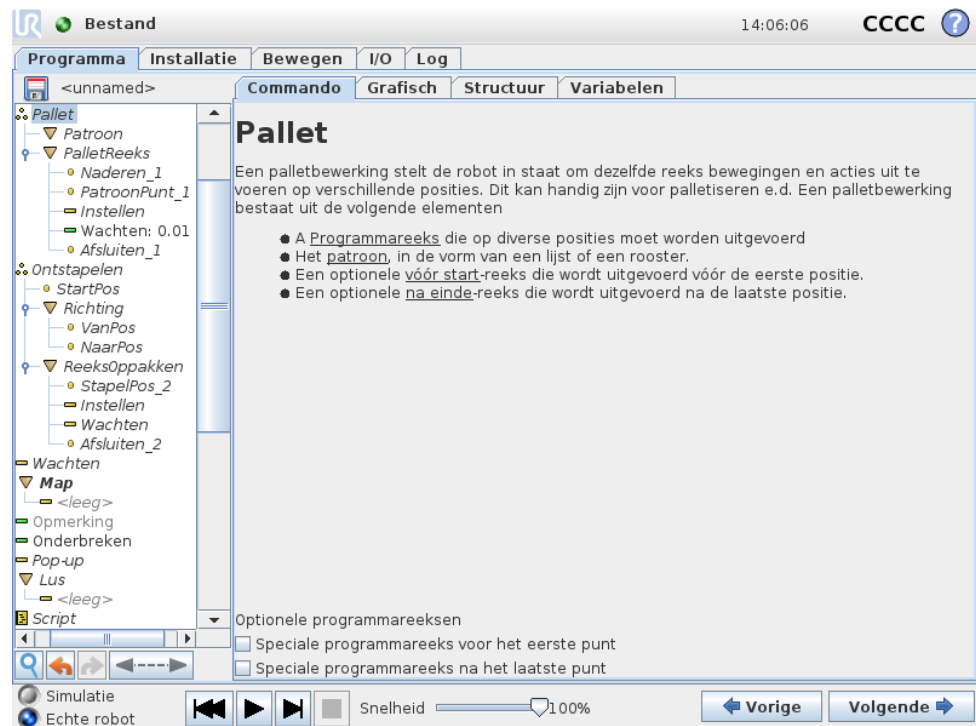 UR Bestand 14:06:06 CCCC ?
Programma Installatie Bewegen I/O Log
<unnamed>
Commando Grafisch Structuur Variabelen
Pallet
Patroon
PalletReeks
Naderen_1
PatroonPunt_1
Instellen
Wachten: 0.01
Afsluiten_1
Ontstapelen
StartPos
Richting
VanPos
NaarPos
ReeksOppakken
StapelPos_2
Instellen
Wachten
Afsluiten_2
Wachten
Map
<leeg>
Opmerking
Onderbreken
Pop-up
Lus
<leeg>
Script
Pallet
Een palletbewerking stelt de robot in staat om dezelfde reeks bewegingen en acties uit te
voeren op verschillende posities. Dit kan handig zijn voor palletiseren e.d. Een palletbewerking
bestaat uit de volgende elementen
A Programmareeks die op diverse posities moet worden uitgevoerd
Het patroon, in de vorm van een lijst of een rooster.
Een optionele vóór start-reeks die wordt uitgevoerd vóór de eerste positie.
Een optionele na einde-reeks die wordt uitgevoerd na de laatste positie.
Optionele programmareeksen
Speciale programmareeks voor het eerste punt
Speciale programmareeks na het laatste punt
Simulatie
Echte robot
Snelheid 100%
Vorige Volgende